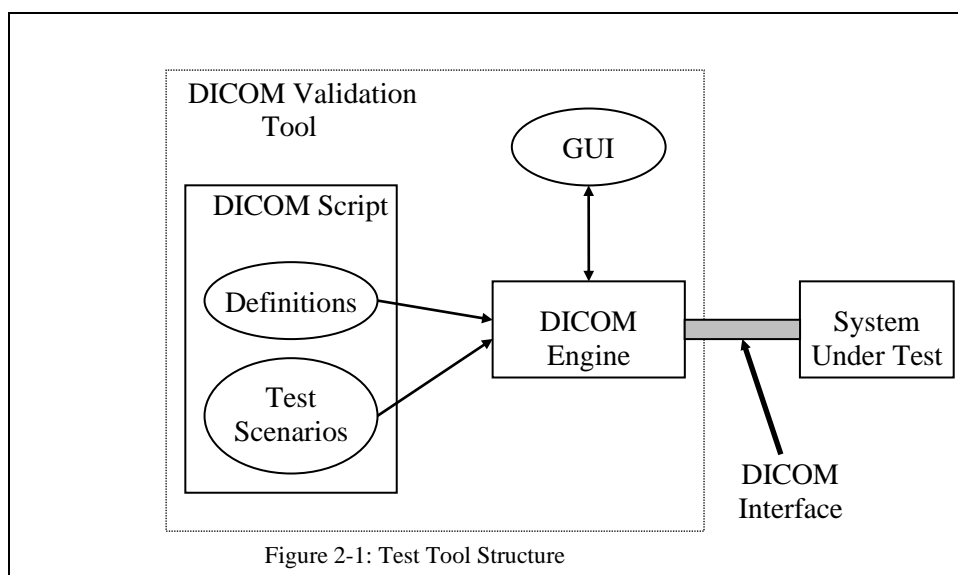 DICOM Validation
Tool
GUI
DICOM Script
Definitions
Test
Scenarios
DICOM
Engine
System
Under Test
DICOM
Interface
Figure 2-1: Test Tool Structure